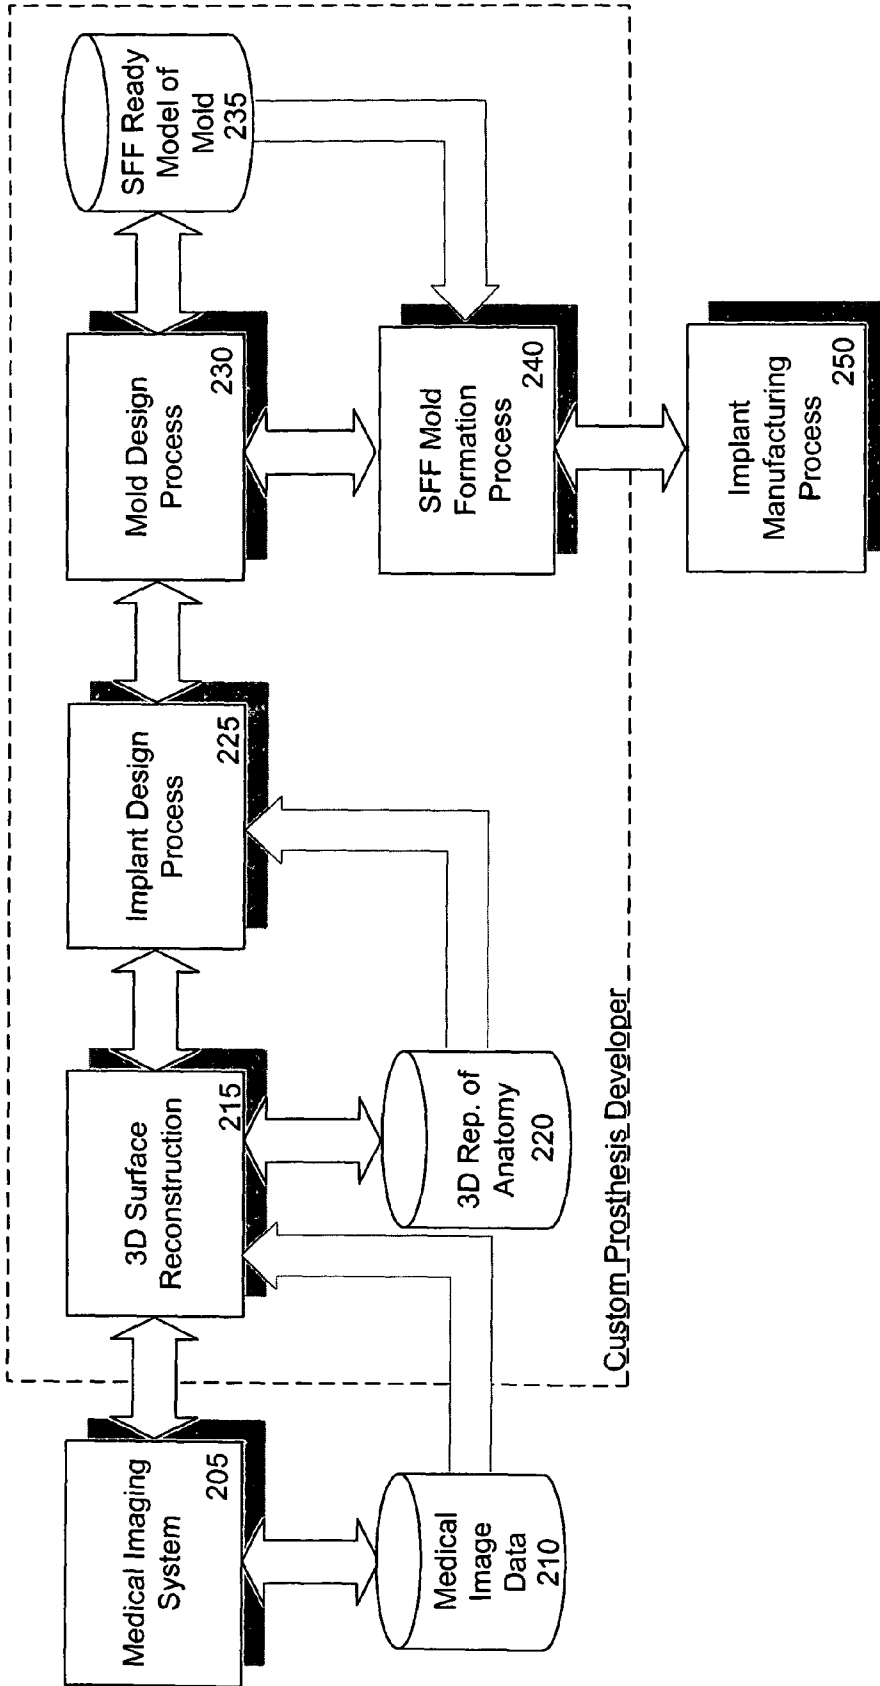 Medical Imaging
System
205
Medical
Image
Data
210
3D Surface
Reconstruction
215
3D Rep. of
Anatomy
220
Implant Design
Process
225
Mold Design
Process
230
SFF Ready
Model of
Mold
235
SFF Mold
Formation
Process
240
Custom Prosthesis Developer
Implant
Manufacturing
Process
250